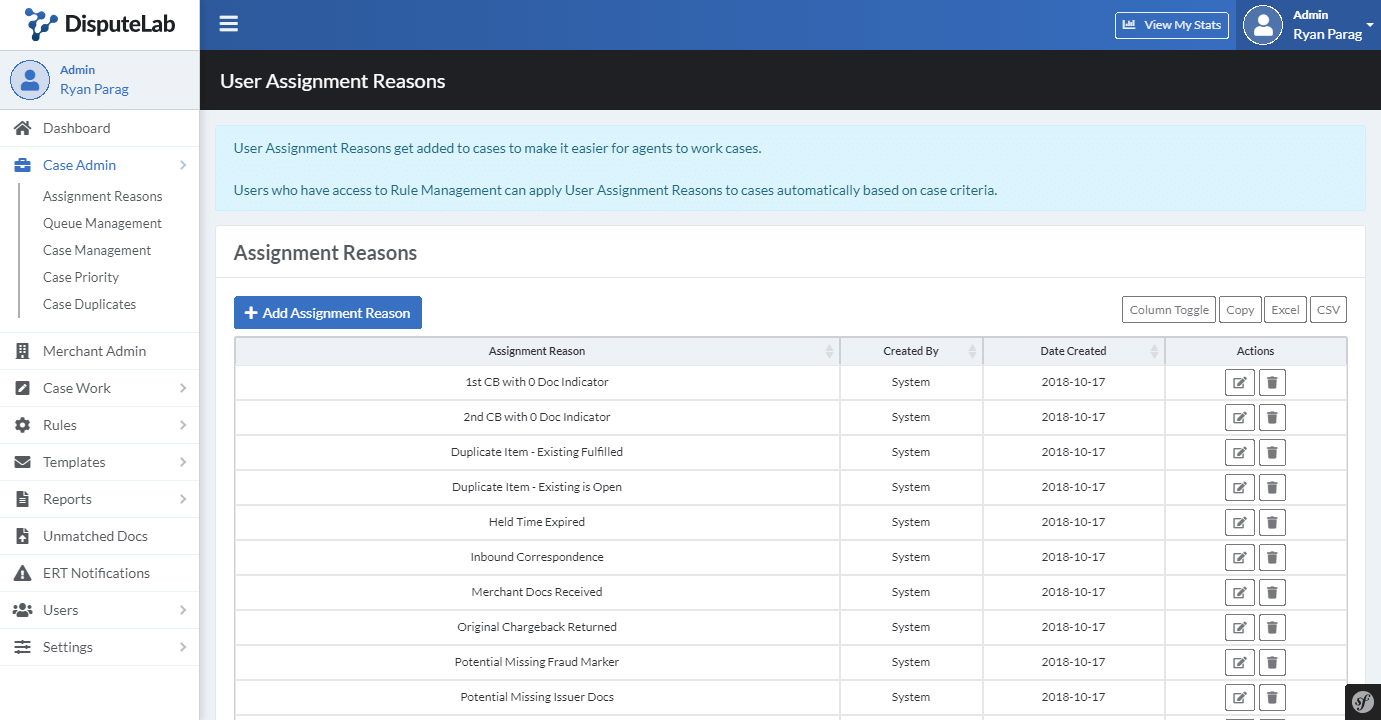 DisputeLab
View My Stats
Admin
Ryan Parag
Admin
Ryan Parag
Dashboard
Case Admin
Assignment Reasons
Queue Management
Case Management
Case Priority
Case Duplicates
Merchant Admin
Case Work
Rules
Templates
Reports
Unmatched Docs
ERT Notifications
Users
Settings
User Assignment Reasons
User Assignment Reasons get added to cases to make it easier for agents to work cases.
Users who have access to Rule Management can apply User Assignment Reasons to cases automatically based on case criteria.
Assignment Reasons
Add Assignment Reason
Column Toggle Copy Excel CSV
Assignment Reason Created By Date Created Actions
1st CB with 0 Doc Indicator System 2018-10-17
2nd CB with 0 Doc Indicator System 2018-10-17
Duplicate Item - Existing Fulfilled System 2018-10-17
Duplicate Item - Existing is Open System 2018-10-17
Held Time Expired System 2018-10-17
Inbound Correspondence System 2018-10-17
Merchant Docs Received System 2018-10-17
Original Chargeback Returned System 2018-10-17
Potential Missing Fraud Marker System 2018-10-17
Potential Missing Issuer Docs System 2018-10-17
sf